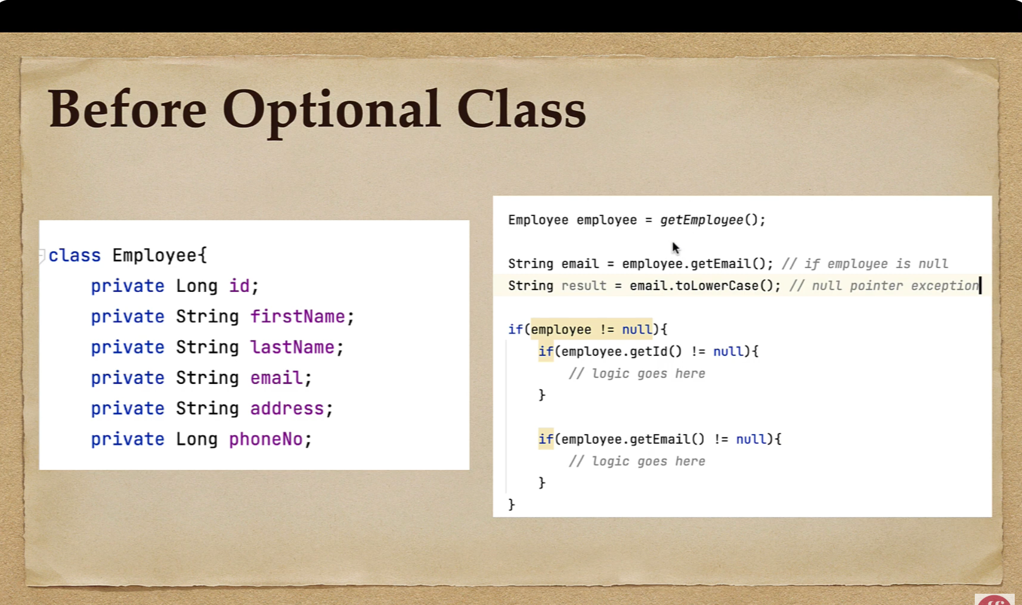 Before Optional Class
class Employee{
private Long id;
private String firstName;
private String lastName;
private String email;
private String address;
private Long phoneNo;
Employee employee = getEmployee();
String email = employee.getEmail(); // if employee is null
String result = email.toLowerCase(); // null pointer exception
if(employee != null){
if(employee.getId() != null){
// logic goes here
}
if(employee.getEmail() != null){
// logic goes here
}
}